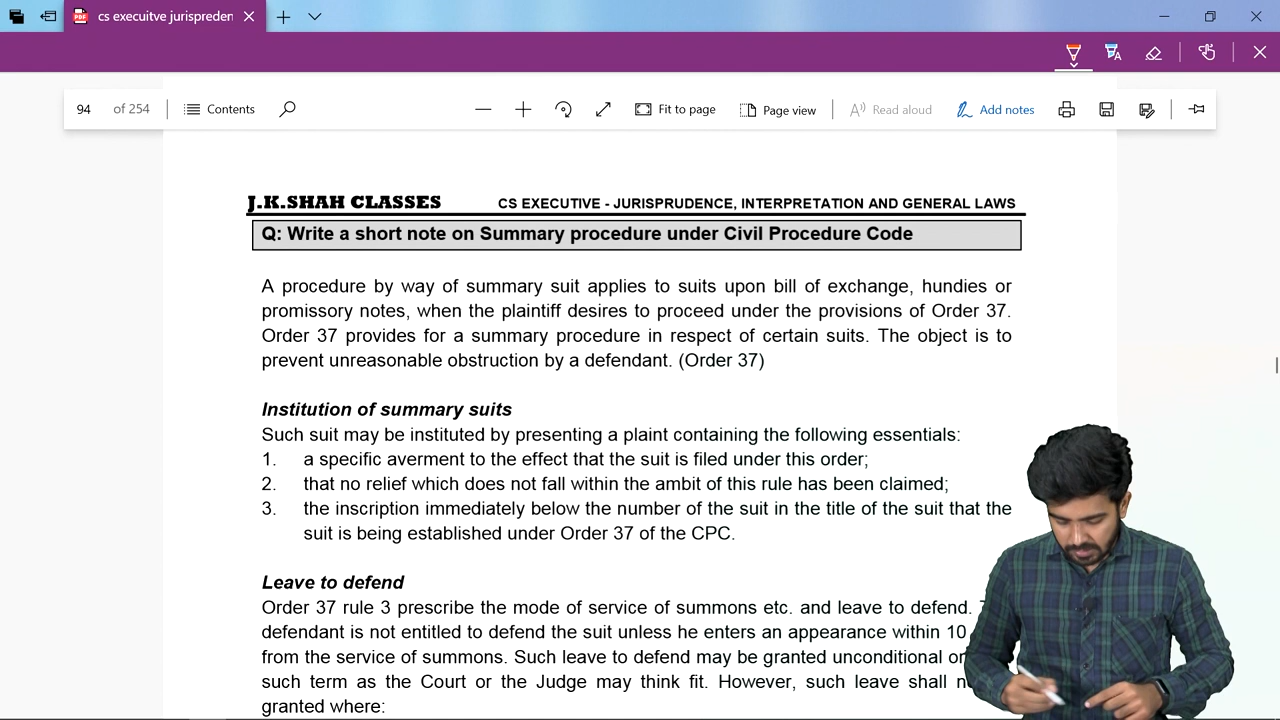 cs execuitve jurispreden
94 of 254 Contents Fit to page Page view Read aloud Add notes
J.K.SHAH CLASSES CS EXECUTIVE - JURISPRUDENCE, INTERPRETATION AND GENERAL LAWS
Q: Write a short note on Summary procedure under Civil Procedure Code
A procedure by way of summary suit applies to suits upon bill of exchange, hundies or
promissory notes, when the plaintiff desires to proceed under the provisions of Order 37.
Order 37 provides for a summary procedure in respect of certain suits. The object is to
prevent unreasonable obstruction by a defendant. (Order 37)
Institution of summary suits
Such suit may be instituted by presenting a plaint containing the following essentials:
1. a specific averment to the effect that the suit is filed under this order;
2. that no relief which does not fall within the ambit of this rule has been claimed;
3. the inscription immediately below the number of the suit in the title of the suit that the
suit is being established under Order 37 of the CPC.
Leave to defend
Order 37 rule 3 prescribe the mode of service of summons etc. and leave to defend.
defendant is not entitled to defend the suit unless he enters an appearance within 10
from the service of summons. Such leave to defend may be granted unconditional
such term as the Court or the Judge may think fit. However, such leave shall
granted where: